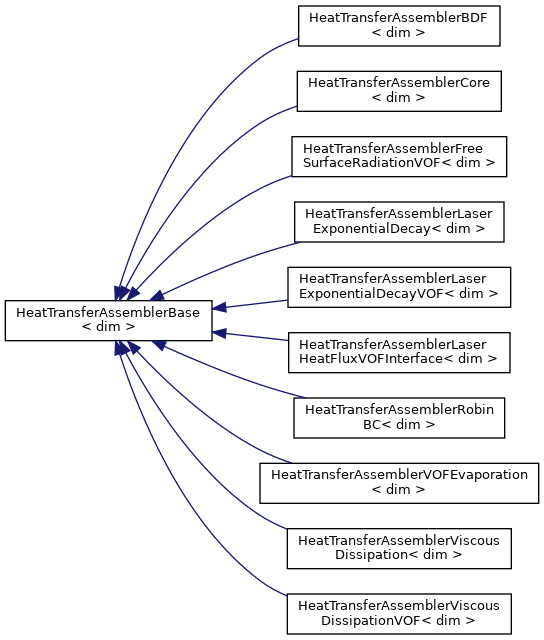 HeatTransferAssemblerBDF
< dim >
HeatTransferAssemblerCore
< dim >
HeatTransferAssemblerFree
SurfaceRadiationVOF< dim >
HeatTransferAssemblerLaser
ExponentialDecay< dim >
HeatTransferAssemblerLaser
ExponentialDecayVOF< dim >
HeatTransferAssemblerBase
< dim >
HeatTransferAssemblerLaser
HeatFluxVOFInterface< dim >
HeatTransferAssemblerRobin
BC< dim >
HeatTransferAssemblerVOFEvaporation
< dim >
HeatTransferAssemblerViscous
Dissipation< dim >
HeatTransferAssemblerViscous
DissipationVOF< dim >